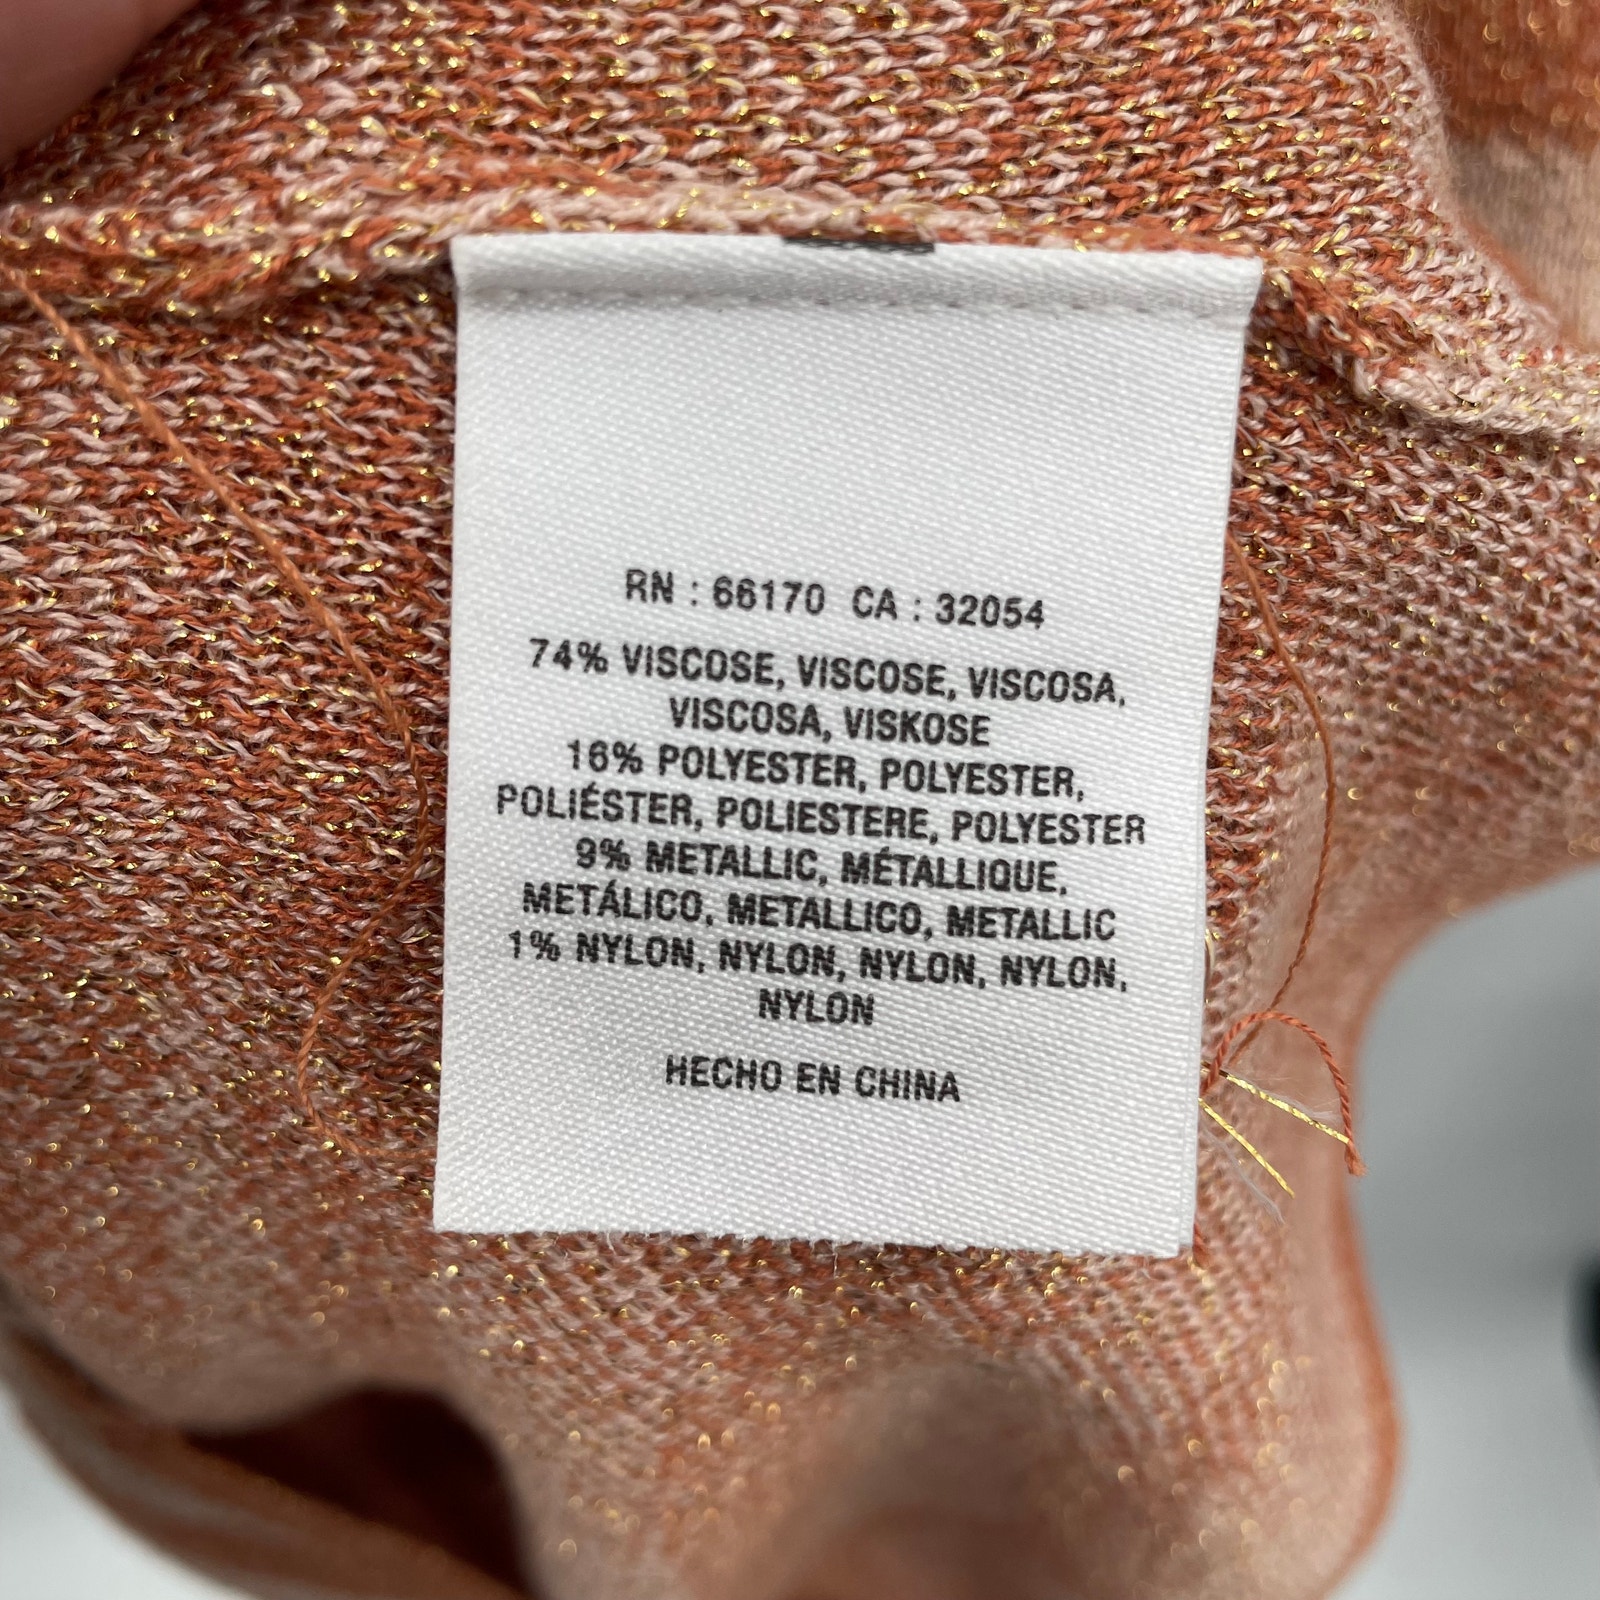 RN : 66170 CA : 32054
74% VISCOSE, VISCOSE, VISCOSA,
VISCOSA, VISKOSE
16% POLYESTER, POLYESTER,
POLIÉSTER, POLIESTERE, POLYESTER
9% METALLIC, MÉTALLIQUE,
METÁLICO, METALLICO, METALLIC
1% NYLON, NYLON, NYLON, NYLON,
NYLON
HECHO EN CHINA